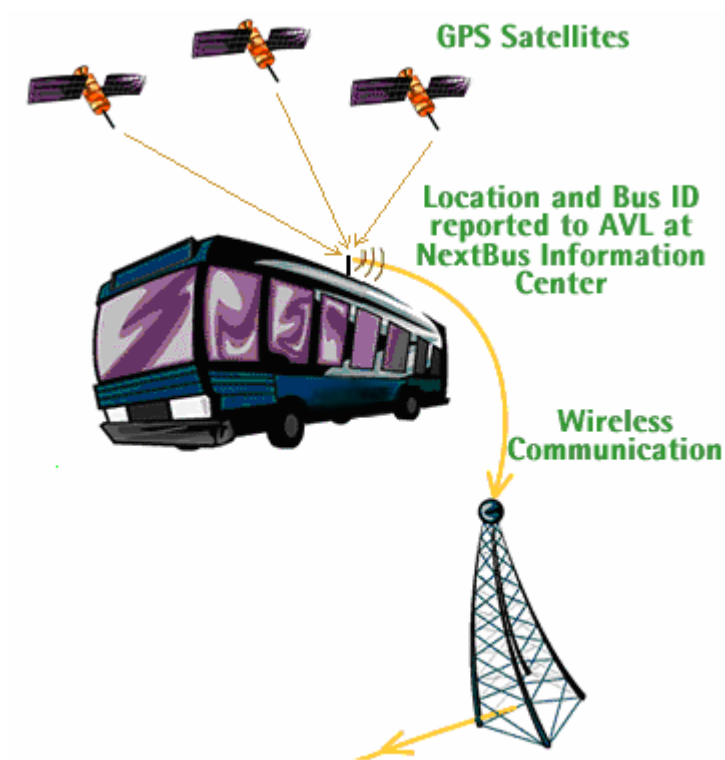 GPS Satellites
Location and Bus ID
reported to AVL at
NextBus Information
Center
Wireless
Communication